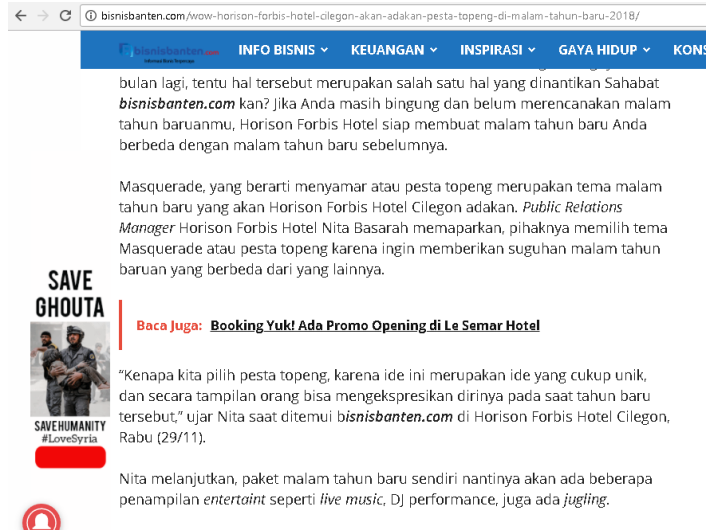 bisnisbanten.com/wow-horison-forbis-hotel-cilegon-akan-adakan-pesta-topeng-di-malam-tahun-baru-2018/
bisnisbanten.com INFO BISNIS KEUANGAN INSPIRASI GAYA HIDUP KONS
bulan lagi, tentu hal tersebut merupakan salah satu hal yang dinantikan Sahabat
bisnisbanten.com kan? Jika Anda masih bingung dan belum merencanakan malam
tahun baruanmu, Horison Forbis Hotel siap membuat malam tahun baru Anda
berbeda dengan malam tahun baru sebelumnya.
Masquerade, yang berarti menyamar atau pesta topeng merupakan tema malam
tahun baru yang akan Horison Forbis Hotel Cilegon adakan. Public Relations
Manager Horison Forbis Hotel Nita Basarah memaparkan, pihaknya memilih tema
Masquerade atau pesta topeng karena ingin memberikan suguhan malam tahun
baruan yang berbeda dari yang lainnya.
SAVE
GHOUTA
SAVE HUMANITY
#LoveSyria
Baca Juga: Booking Yuk! Ada Promo Opening di Le Semar Hotel
“Kenapa kita pilih pesta topeng, karena ide ini merupakan ide yang cukup unik,
dan secara tampilan orang bisa mengekspresikan dirinya pada saat tahun baru
tersebut,” ujar Nita saat ditemui bisnisbanten.com di Horison Forbis Hotel Cilegon,
Rabu (29/11).
Nita melanjutkan, paket malam tahun baru sendiri nantinya akan ada beberapa
penampilan entertaint seperti live music, DJ performance, juga ada jugling.